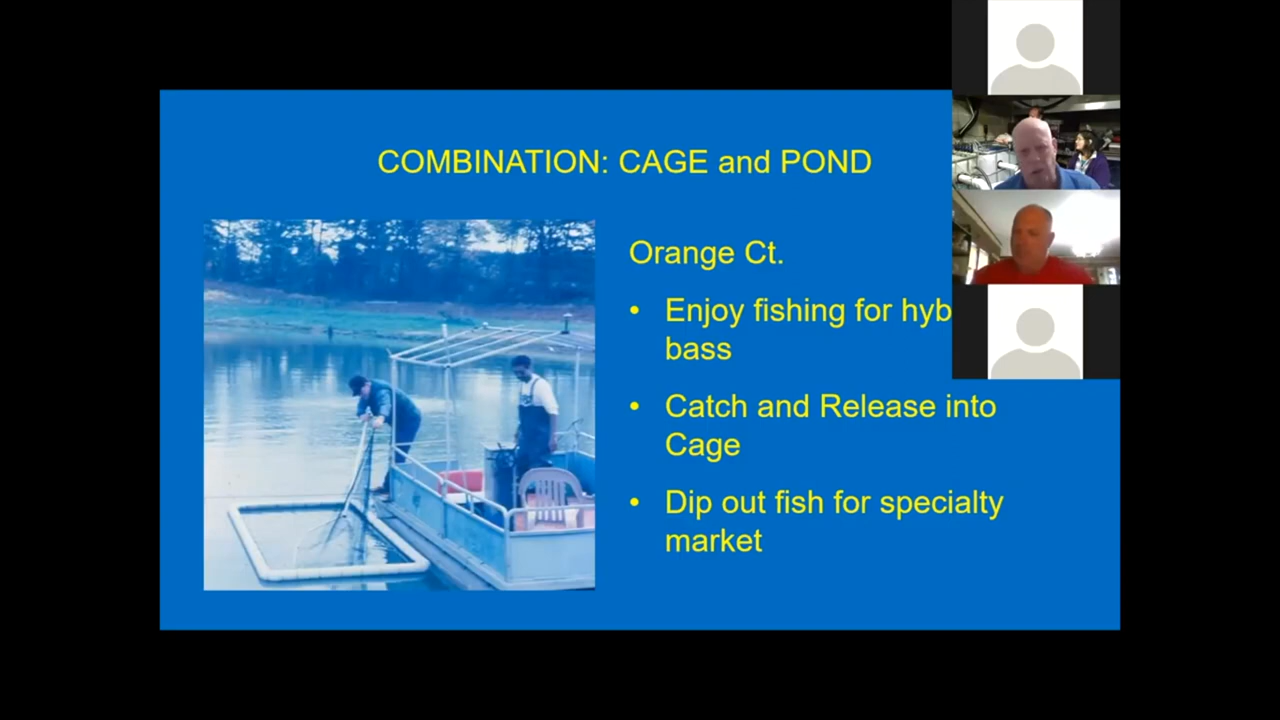 COMBINATION: CAGE and POND
Orange Ct.
• Enjoy fishing for hyb
bass
• Catch and Release into
Cage
• Dip out fish for specialty
market